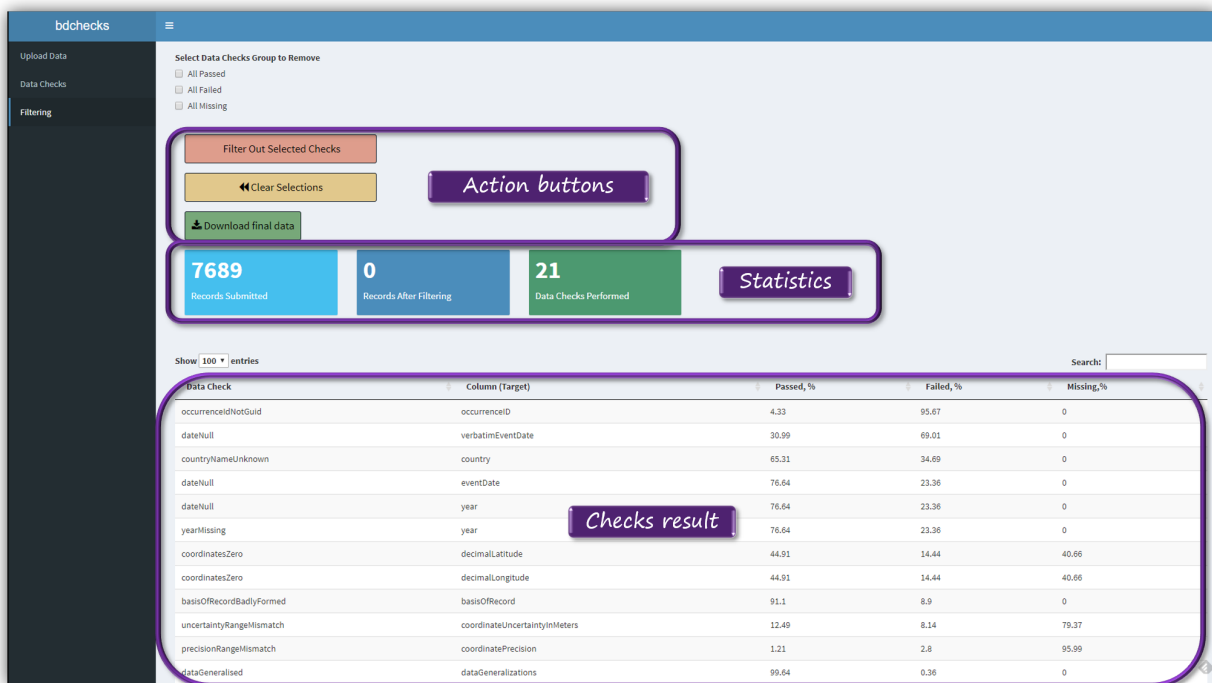 bdchecks
Upload Data
Data Checks
Filtering
Select Data Checks Group to Remove
All Passed
All Failed
All Missing
Filter Out Selected Checks
Clear Selections
Download final data
Action buttons
7689
Records Submitted
0
Records After Filtering
21
Data Checks Performed
Statistics
Show 100 entries
Search:
Data Check Column (Target) Passed, % Failed, % Missing,%
occurrenceIdNotGuid occurrenceID 4.33 95.67 0
dateNull verbatimEventDate 30.99 69.01 0
countryNameUnknown country 65.31 34.69 0
dateNull eventDate 76.64 23.36 0
dateNull year 76.64 23.36 0
Checks result
yearMissing year 76.64 23.36 0
coordinatesZero decimalLatitude 44.91 14.44 40.66
coordinatesZero decimalLongitude 44.91 14.44 40.66
basisOfRecordBadlyFormed basisOfRecord 91.1 8.9 0
uncertaintyRangeMismatch coordinateUncertaintyInMeters 12.49 8.14 79.37
precisionRangeMismatch coordinatePrecision 1.21 2.8 95.99
dataGeneralised dataGeneralizations 99.64 0.36 0